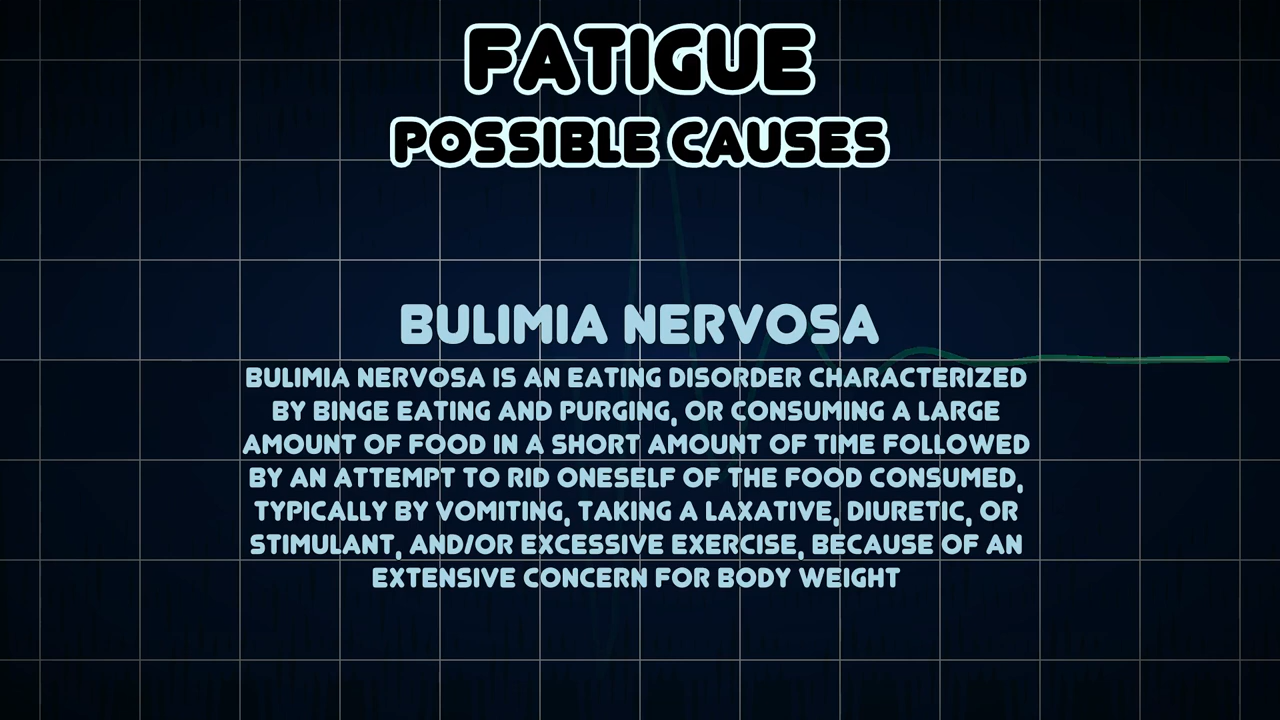 FATIGUE
POSSIBLE CAUSES
BULIMIA NERVOSA
BULIMIA NERVOSA IS AN EATING DISORDER CHARACTERIZED
BY BINGE EATING AND PURGING, OR CONSUMING A LARGE
AMOUNT OF FOOD IN A SHORT AMOUNT OF TIME FOLLOWED
BY AN ATTEMPT TO RID ONESELF OF THE FOOD CONSUMED,
TYPICALLY BY VOMITING, TAKING A LAXATIVE, DIURETIC, OR
STIMULANT, AND/OR EXCESSIVE EXERCISE, BECAUSE OF AN
EXTENSIVE CONCERN FOR BODY WEIGHT